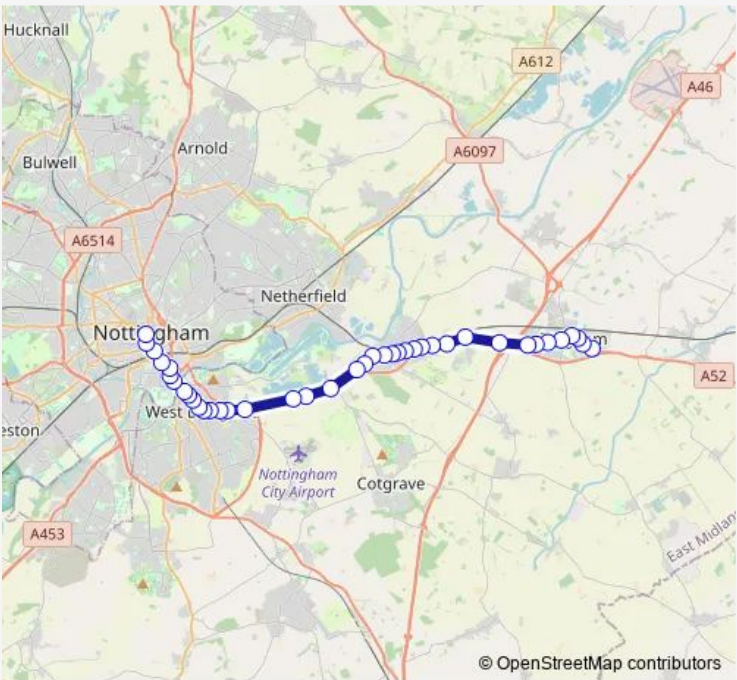 Hucknall
A612
A46
Arnold
Bulwell
A6097
A6514
Netherfield
Nottingham
A52
West
eston
Nottingham
City Airport
Cotgrave
A453
East Midlan
© OpenStreetMap contributors